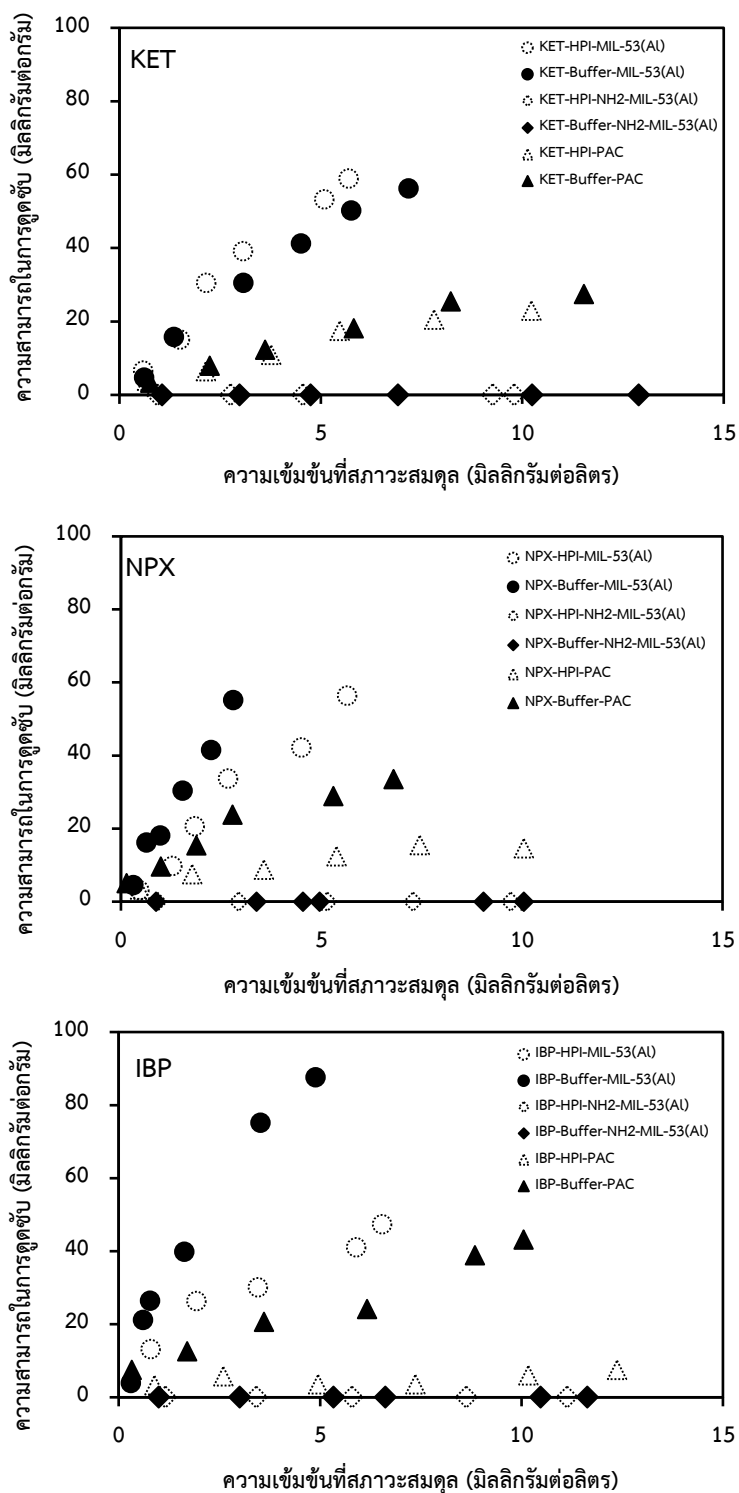 100
80
60
40
20
0
0
5
10
15
KET
KET-HPI-MIL-53(Al)
KET-Buffer-MIL-53(Al)
KET-HPI-NH2-MIL-53(Al)
KET-Buffer-NH2-MIL-53(Al)
KET-HPI-PAC
KET-Buffer-PAC
ความสามารถในการดูดซับ (มิลลิกรัมต่อกรัม)
ความเข้มข้นที่สภาวะสมดุล (มิลลิกรัมต่อลิตร)
100
80
60
40
20
0
0
5
10
15
NPX
NPX-HPI-MIL-53(Al)
NPX-Buffer-MIL-53(Al)
NPX-HPI-NH2-MIL-53(Al)
NPX-Buffer-NH2-MIL-53(Al)
NPX-HPI-PAC
NPX-Buffer-PAC
ความสามารถในการดูดซับ (มิลลิกรัมต่อกรัม)
ความเข้มข้นที่สภาวะสมดุล (มิลลิกรัมต่อลิตร)
100
80
60
40
20
0
0
5
10
15
IBP
IBP-HPI-MIL-53(Al)
IBP-Buffer-MIL-53(Al)
IBP-HPI-NH2-MIL-53(Al)
IBP-Buffer-NH2-MIL-53(Al)
IBP-HPI-PAC
IBP-Buffer-PAC
ความสามารถในการดูดซับ (มิลลิกรัมต่อกรัม)
ความเข้มข้นที่สภาวะสมดุล (มิลลิกรัมต่อลิตร)